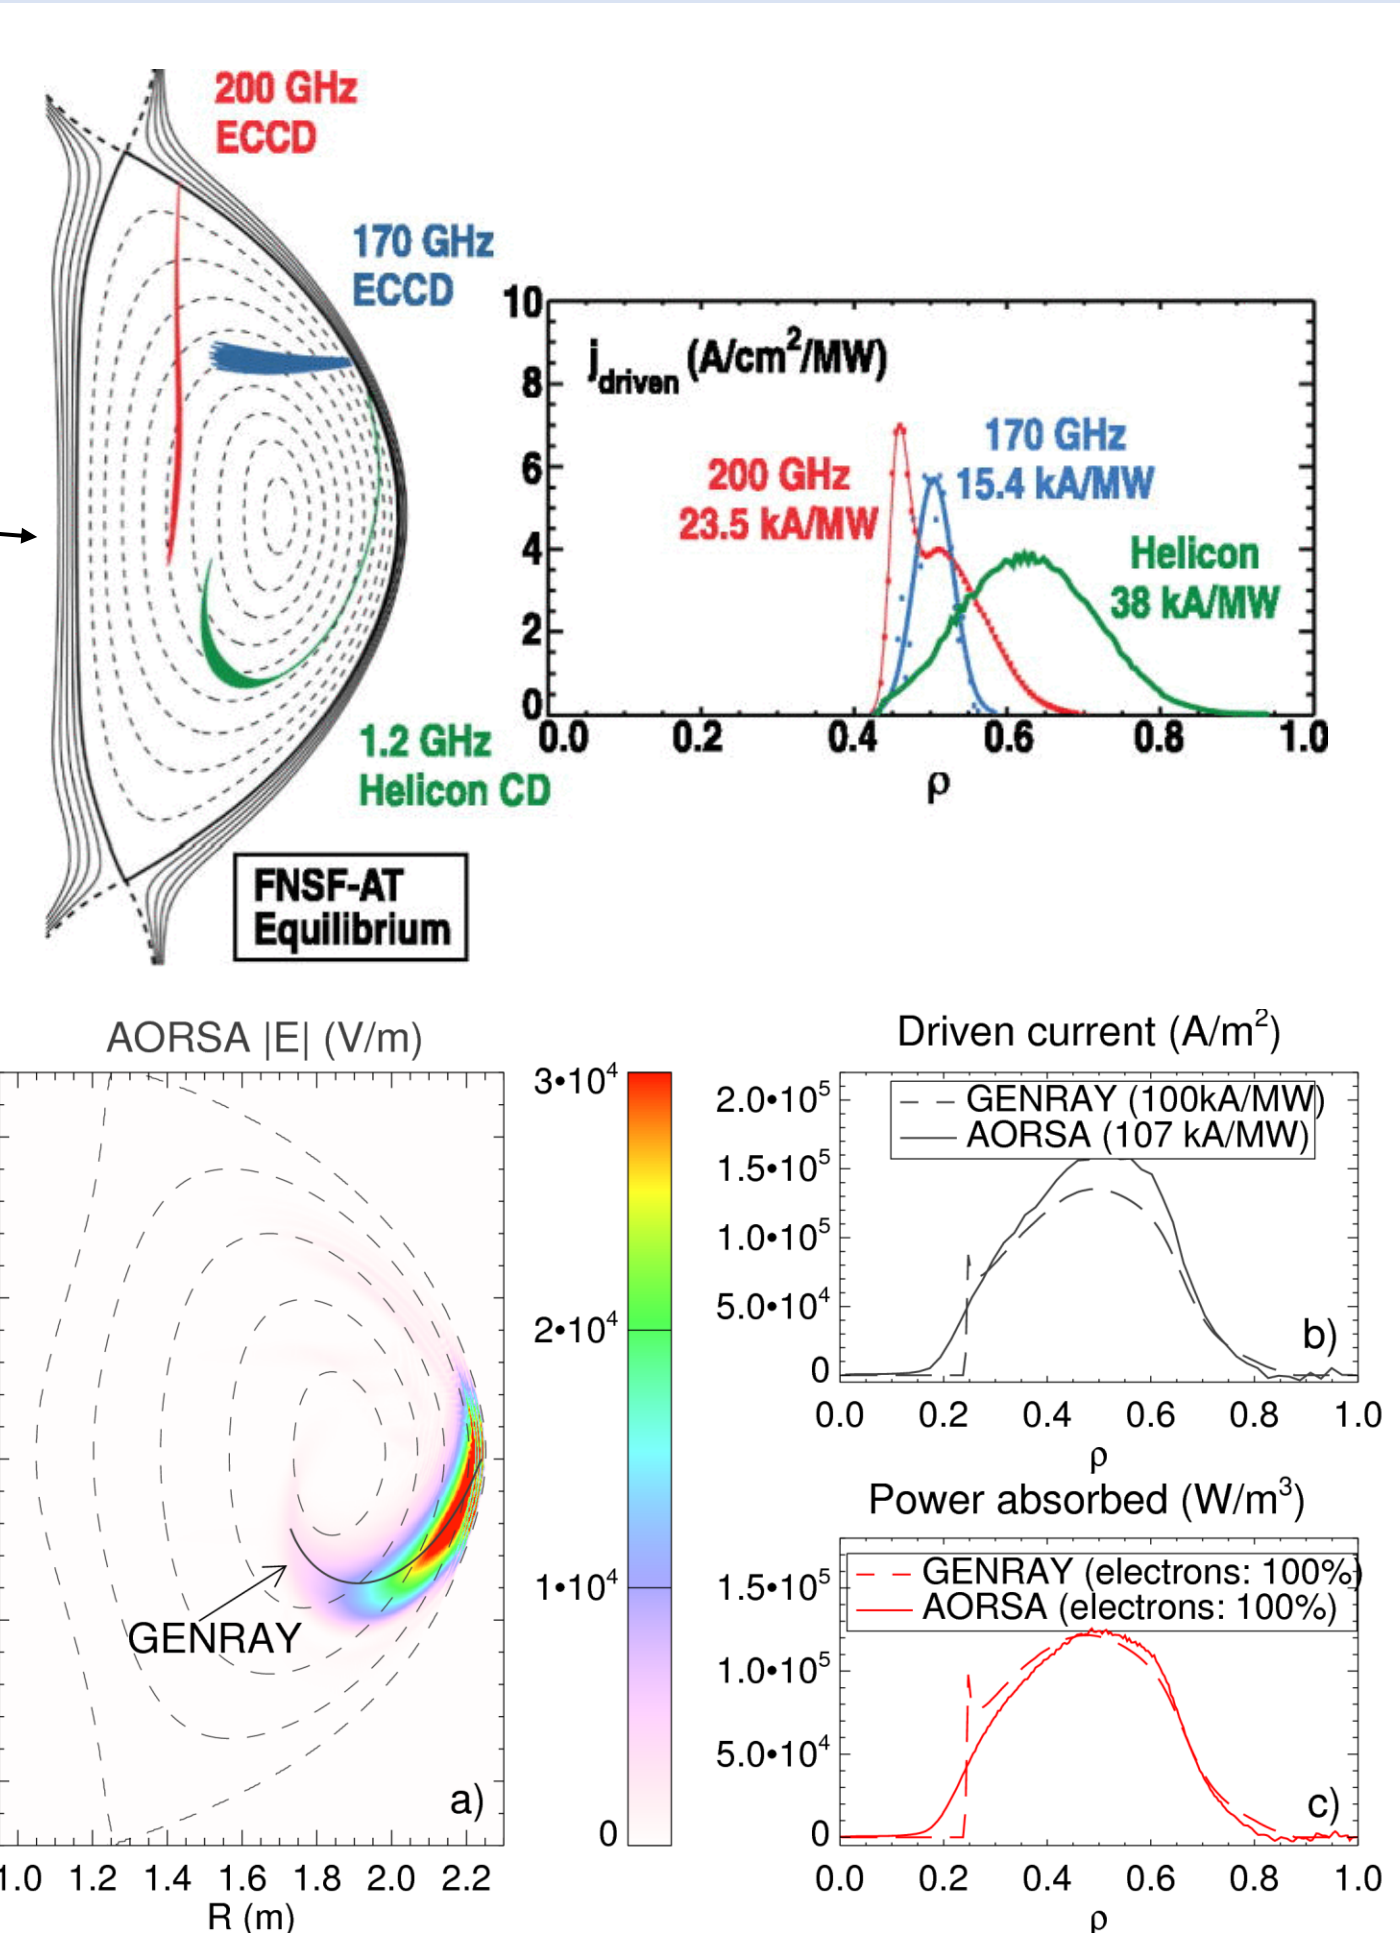 200 GHz
ECCD
170 GHz
ECCD
1.2 GHz
Helicon CD
FNSF-AT
Equilibrium
10
8
6
4
2
0
j_driven (A/cm²/MW)
200 GHz
23.5 kA/MW
170 GHz
15.4 kA/MW
Helicon
38 kA/MW
0.0 0.2 0.4 0.6 0.8 1.0
ρ
AORSA |E| (V/m)
GENRAY
a)
1.0 1.2 1.4 1.6 1.8 2.0 2.2
R (m)
3•10⁴
2•10⁴
1•10⁴
0
Driven current (A/m²)
GENRAY (100kA/MW)
AORSA (107 kA/MW)
2.0•10⁵
1.5•10⁵
1.0•10⁵
5.0•10⁴
0
b)
0.0 0.2 0.4 0.6 0.8 1.0
ρ
Power absorbed (W/m³)
GENRAY (electrons: 100%)
AORSA (electrons: 100%)
1.5•10⁵
1.0•10⁵
5.0•10⁴
0
c)
0.0 0.2 0.4 0.6 0.8 1.0
ρ